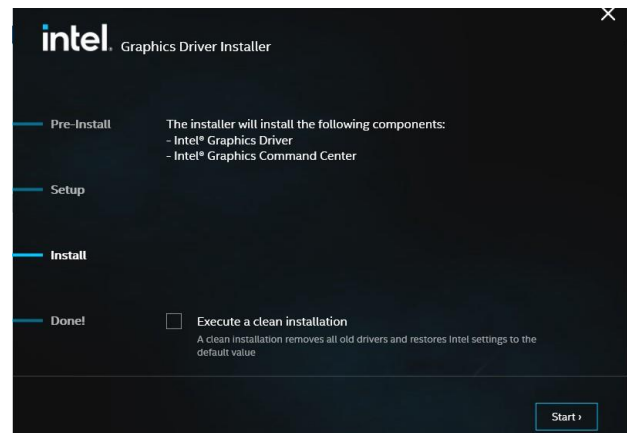 intel. Graphics Driver Installer
Pre-Install
The installer will install the following components:
- Intel® Graphics Driver
- Intel® Graphics Command Center
Setup
Install
Done!
Execute a clean installation
A clean installation removes all old drivers and restores Intel settings to the
default value
Start ›